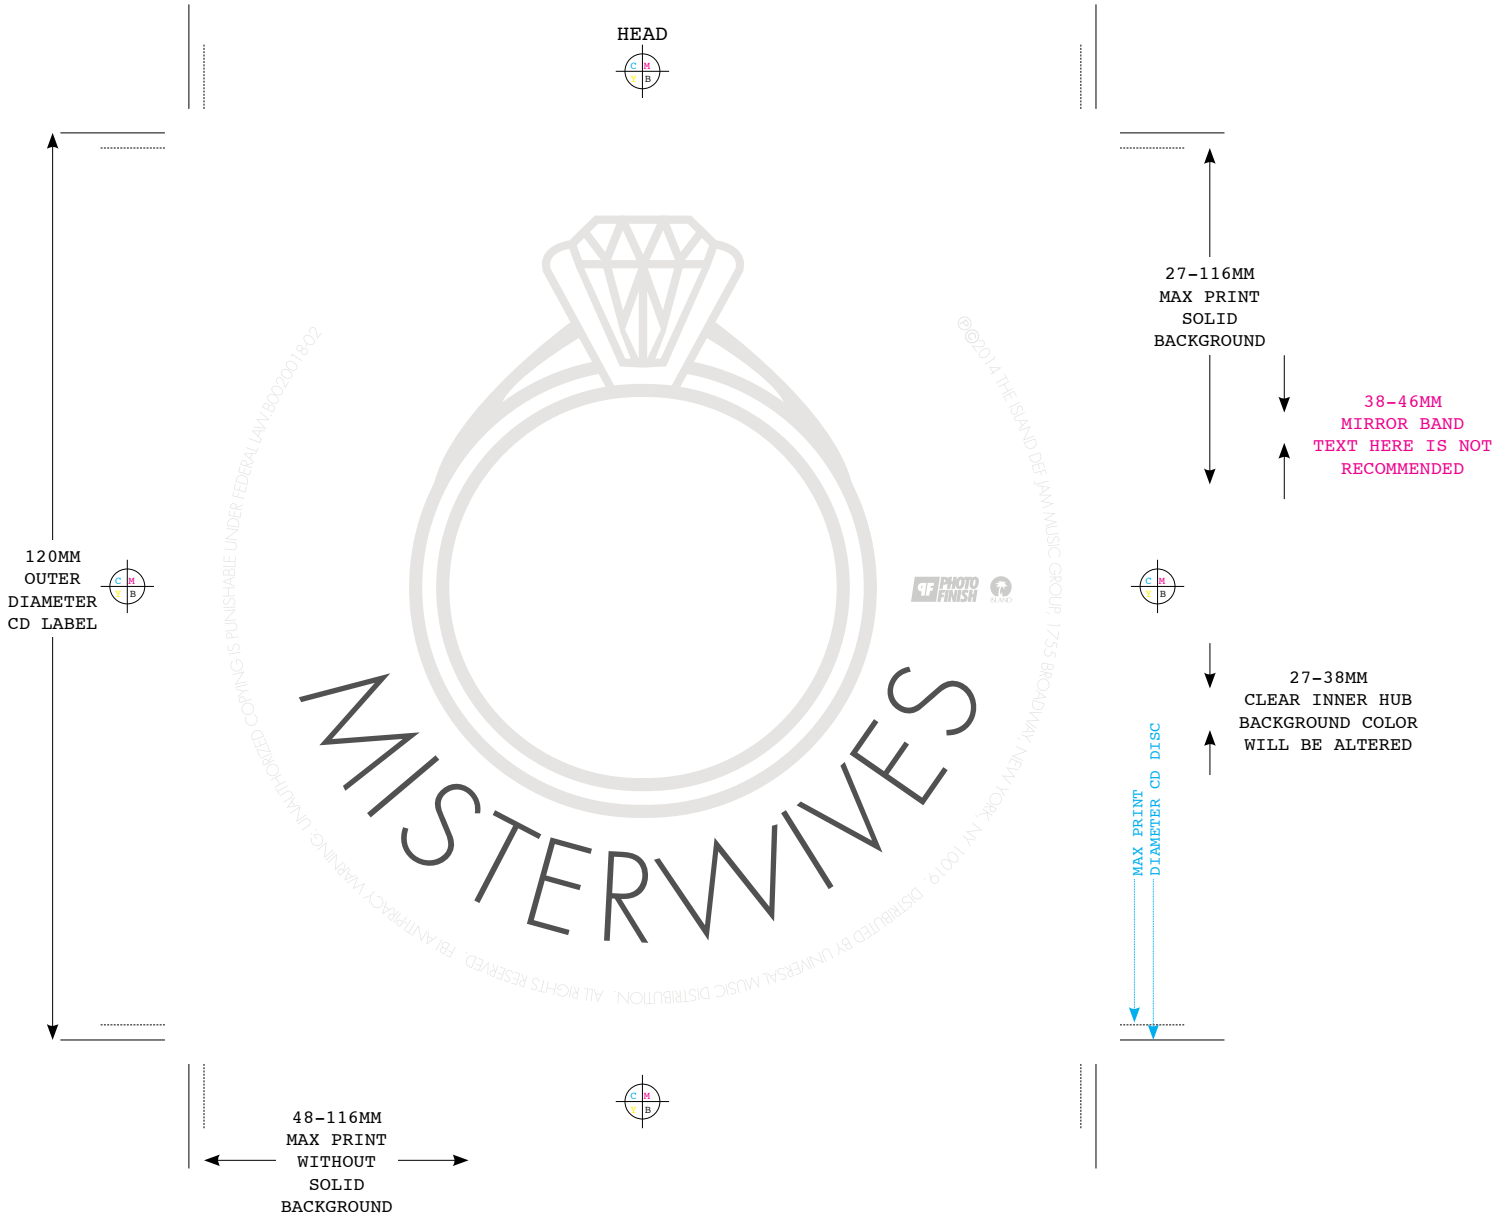 HEAD
C M
Y B
27-116MM
MAX PRINT
SOLID
BACKGROUND
38-46MM
MIRROR BAND
TEXT HERE IS NOT
RECOMMENDED
120MM
OUTER
DIAMETER
CD LABEL
C M
Y B
℗©2014 THE ISLAND DEF JAM MUSIC GROUP, 1755 BROADWAY, NEW YORK, NY 10019. DISTRIBUTED BY UNIVERSAL MUSIC DISTRIBUTION. ALL RIGHTS RESERVED FBI ANTI-PIRACY WARNING: UNAUTHORIZED COPYING IS PUNISHABLE UNDER FEDERAL LAW.B0020018-02
PF PHOTO
FINISH
ISLAND
C M
Y B
MISTERWIVES
27-38MM
CLEAR INNER HUB
BACKGROUND COLOR
WILL BE ALTERED
MAX PRINT
DIAMETER CD DISC
C M
Y B
48-116MM
MAX PRINT
WITHOUT
SOLID
BACKGROUND